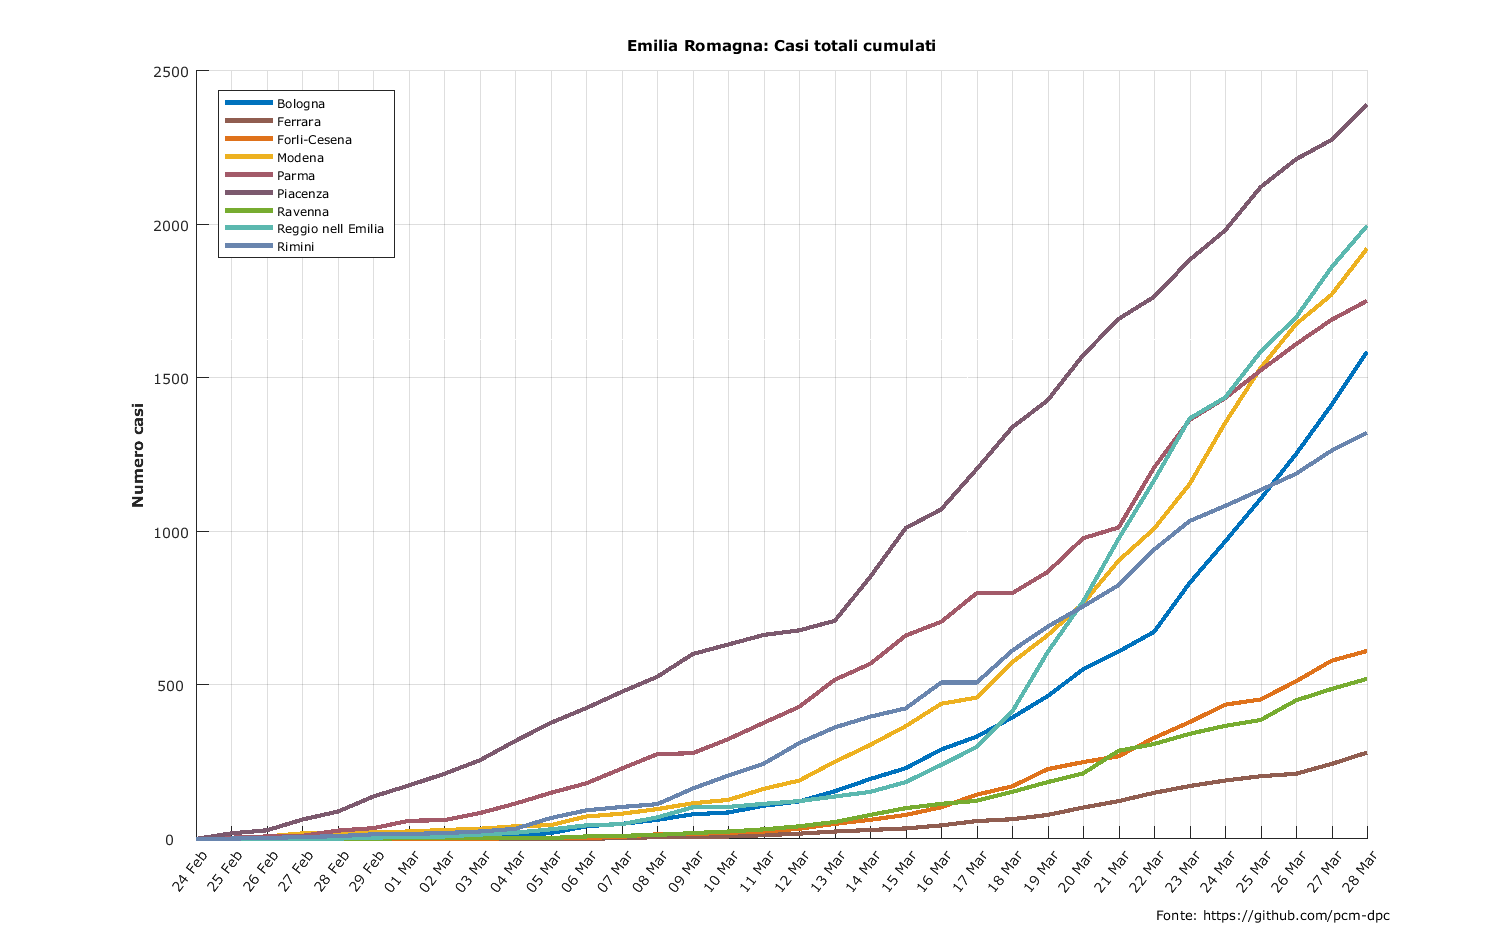 Emilia Romagna: Casi totali cumulati
2500
2000
1500
1000
500
0
Numero casi
Bologna
Ferrara
Forlì-Cesena
Modena
Parma
Piacenza
Ravenna
Reggio nell Emilia
Rimini
24 Feb
25 Feb
26 Feb
27 Feb
28 Feb
29 Feb
01 Mar
02 Mar
03 Mar
04 Mar
05 Mar
06 Mar
07 Mar
08 Mar
09 Mar
10 Mar
11 Mar
12 Mar
13 Mar
14 Mar
15 Mar
16 Mar
17 Mar
18 Mar
19 Mar
20 Mar
21 Mar
22 Mar
23 Mar
24 Mar
25 Mar
26 Mar
27 Mar
28 Mar
Fonte: https://github.com/pcm-dpc